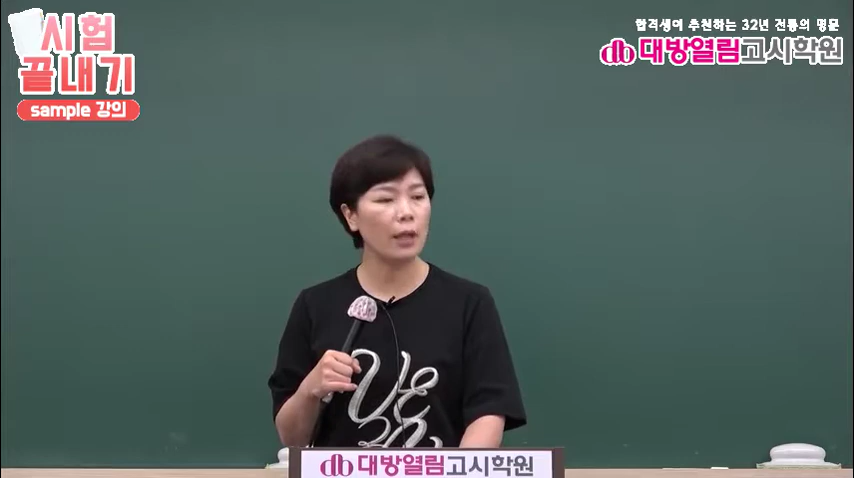 시험
끝내기
sample 강의
합격생이 추천하는 32년 전통의 명문
대방열림고시학원
대방열림고시학원